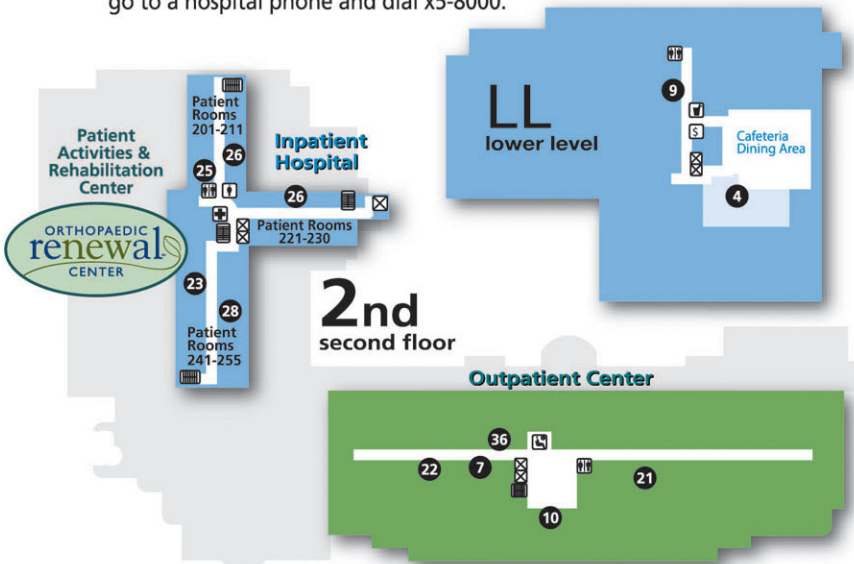 go to a hospital phone and dial x5-8000.
LL
lower level
9
$
Cafeteria
Dining Area
4
Patient
Rooms
201-211
Patient
Activities &
Rehabilitation
Center
Inpatient
Hospital
25
26
26
Patient Rooms
221-230
ORTHOPAEDIC
renewal
CENTER
23
28
Patient
Rooms
241-255
2nd
second floor
Outpatient Center
36
22
7
21
10